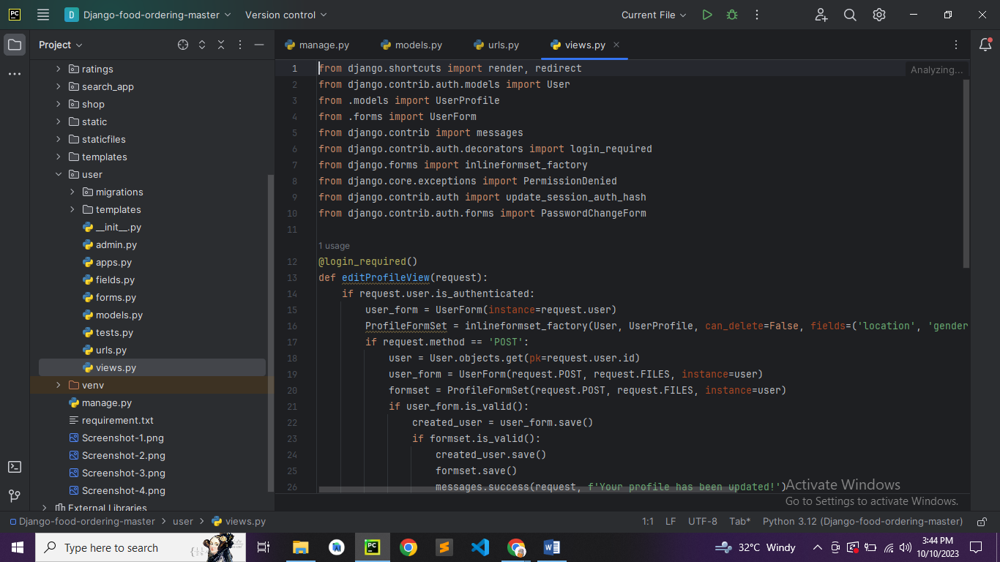 PC
D Django-food-ordering-master
Version control
Current File
Project
manage.py
models.py
urls.py
views.py
ratings
search_app
shop
static
staticfiles
templates
user
migrations
templates
__init__.py
admin.py
apps.py
fields.py
forms.py
models.py
tests.py
urls.py
views.py
venv
manage.py
requirement.txt
Screenshot-1.png
Screenshot-2.png
Screenshot-3.png
Screenshot-4.png
External Libraries
Analyzing...
1 from django.shortcuts import render, redirect
2 from django.contrib.auth.models import User
3 from .models import UserProfile
4 from .forms import UserForm
5 from django.contrib import messages
6 from django.contrib.auth.decorators import login_required
7 from django.forms import inlineformset_factory
8 from django.core.exceptions import PermissionDenied
9 from django.contrib.auth import update_session_auth_hash
10 from django.contrib.auth.forms import PasswordChangeForm
11
1 usage
12 @login_required()
13 def editProfileView(request):
14 if request.user.is_authenticated:
15 user_form = UserForm(instance=request.user)
16 ProfileFormSet = inlineformset_factory(User, UserProfile, can_delete=False, fields=('location', 'gender
17 if request.method == 'POST':
18 user = User.objects.get(pk=request.user.id)
19 user_form = UserForm(request.POST, request.FILES, instance=user)
20 formset = ProfileFormSet(request.POST, request.FILES, instance=user)
21 if user_form.is_valid():
22 created_user = user_form.save()
23 if formset.is_valid():
24 created_user.save()
25 formset.save()
26 messages.success(request, f'Your profile has been updated!')
Activate Windows
Go to Settings to activate Windows.
Django-food-ordering-master > user > views.py
1:1 LF UTF-8 Tab* Python 3.12 (Django-food-ordering-master)
Type here to search
PC
32°C Windy
3:44 PM
10/10/2023